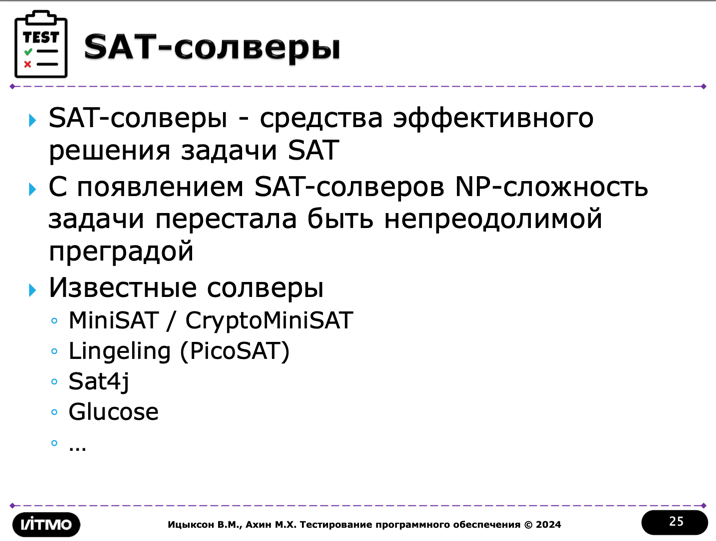 TEST
SAT-солверы
SAT-солверы - средства эффективного
решения задачи SAT
С появлением SAT-солверов NP-сложность
задачи перестала быть непреодолимой
преградой
Известные солверы
MiniSAT / CryptoMiniSAT
Lingeling (PicoSAT)
Sat4j
Glucose
...
ИТМО
Ицыксон В.М., Ахин М.Х. Тестирование программного обеспечения © 2024
25